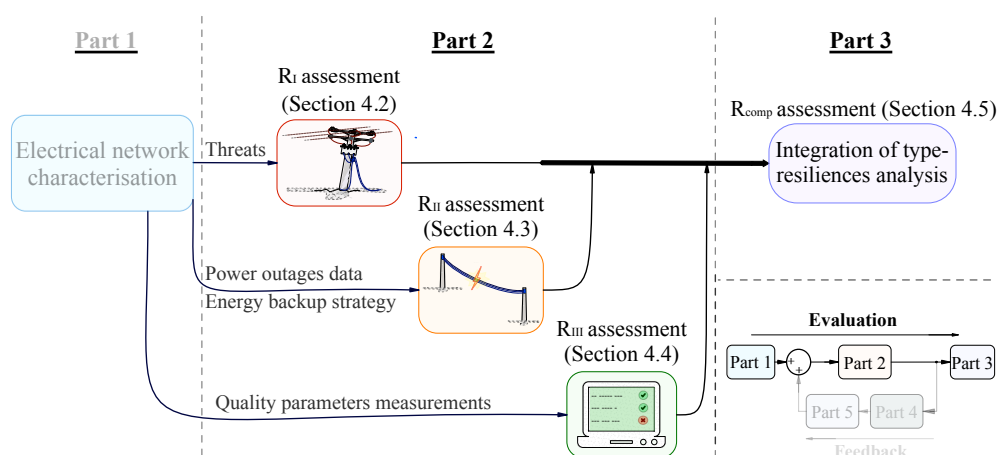 Part 1
Part 2
Part 3
RI assessment
(Section 4.2)
Rcomp assessment (Section 4.5)
Electrical network
characterisation
Threats
Integration of type-
resiliences analysis
RII assessment
(Section 4.3)
Power outages data
Energy backup strategy
RIII assessment
(Section 4.4)
Quality parameters measurements
Evaluation
Part 1
+
+
Part 2
Part 3
Part 5
Part 4
Feedback